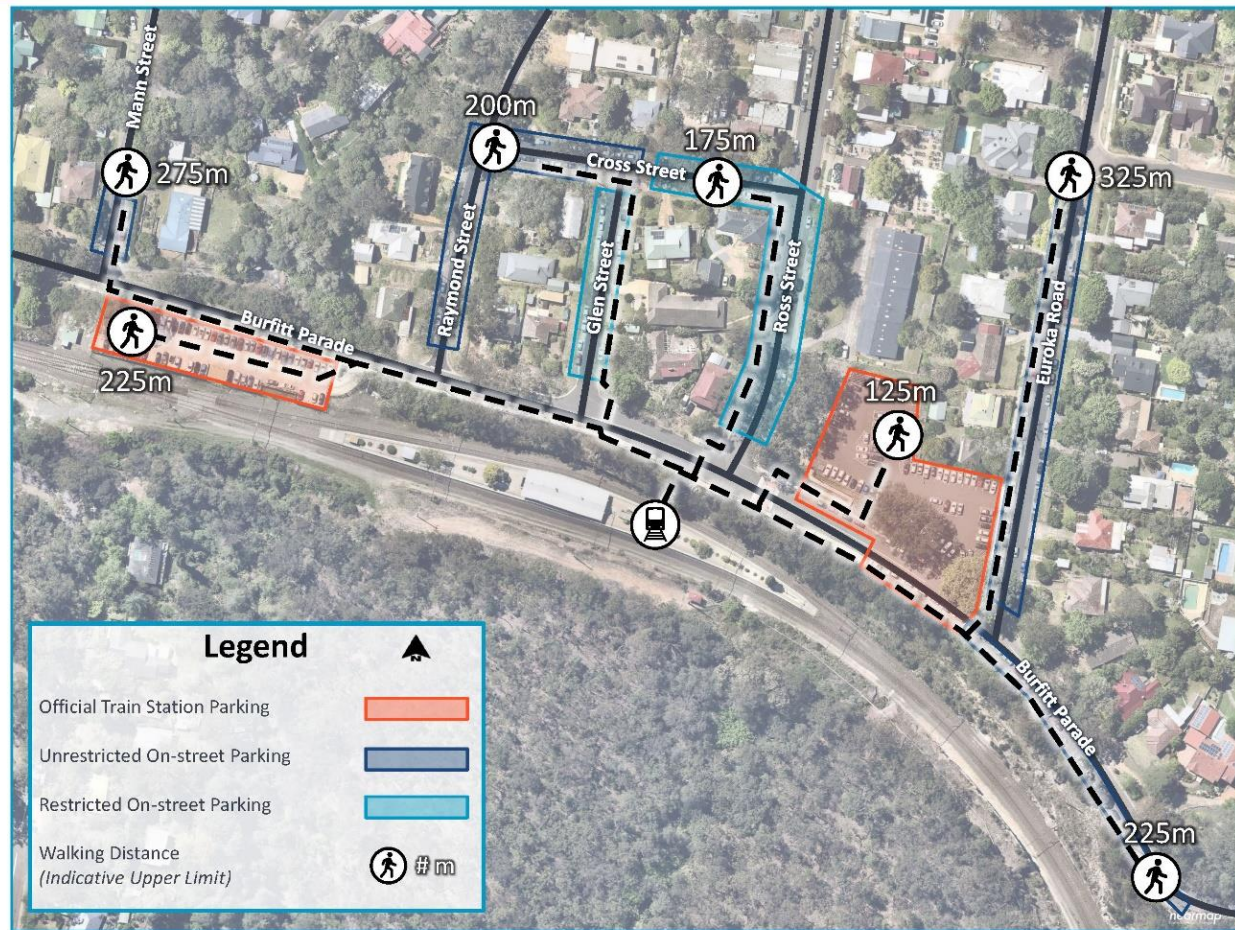 200m
175m
Mann Street
275m
Cross Street
325m
Raymond Street
Glen Street
Ross Street
Euroka Road
Burfitt Parade
225m
125m
Legend
N
Official Train Station Parking
Unrestricted On-street Parking
Restricted On-street Parking
Walking Distance
(Indicative Upper Limit)
# m
Burfitt Parade
225m
nearmap